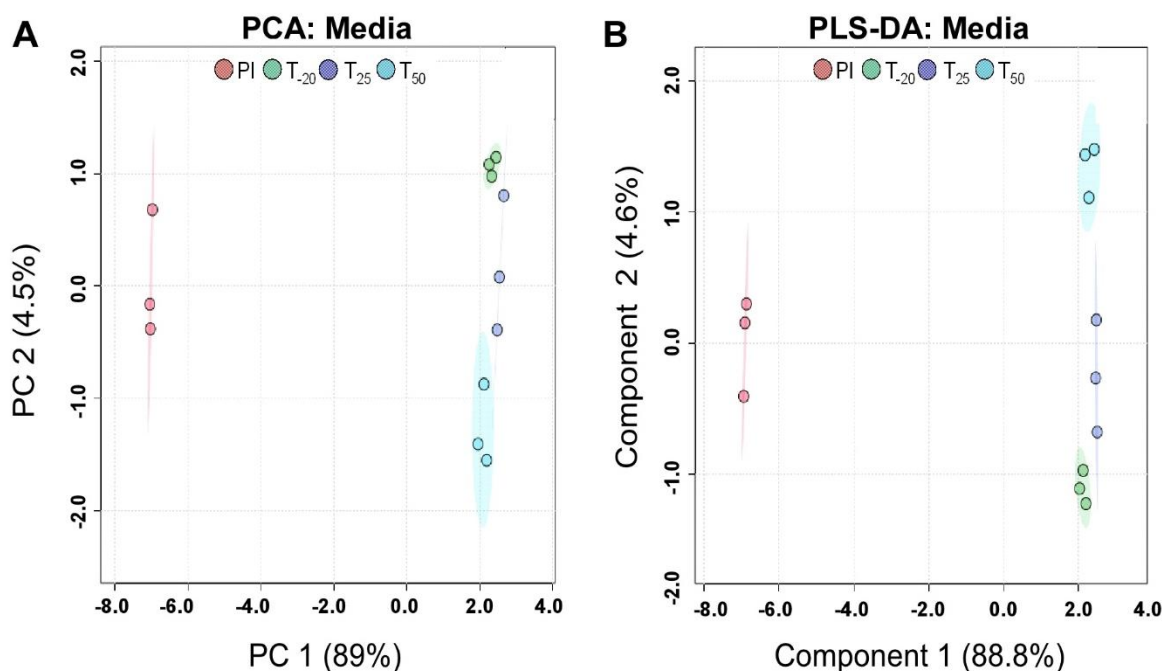 A
PCA: Media
PI T-20 T25 T50
2.0
1.0
0.0
-1.0
-2.0
PC 2 (4.5%)
-8.0 -6.0 -4.0 -2.0 0.0 2.0 4.0
PC 1 (89%)
B
PLS-DA: Media
PI T-20 T25 T50
2.0
1.0
0.0
-1.0
-2.0
Component 2 (4.6%)
-8.0 -6.0 -4.0 -2.0 0.0 2.0 4.0
Component 1 (88.8%)